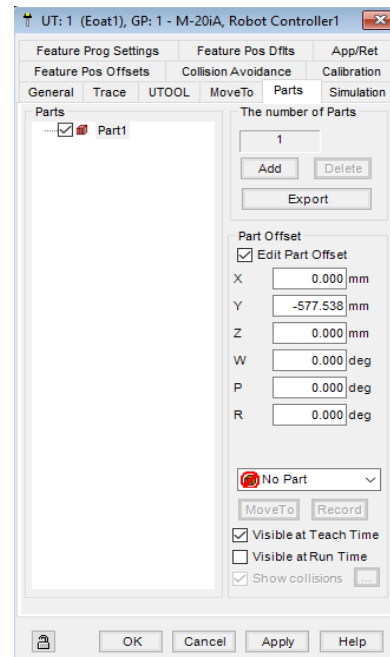 UT: 1 (Eoat1), GP: 1 - M-20iA, Robot Controller1
Feature Prog Settings Feature Pos Dflts App/Ret
Feature Pos Offsets Collision Avoidance Calibration
General Trace UTOOL MoveTo Parts Simulation
Parts
Part1
The number of Parts
1
Add Delete
Export
Part Offset
Edit Part Offset
X 0.000 mm
Y -577.538 mm
Z 0.000 mm
W 0.000 deg
P 0.000 deg
R 0.000 deg
No Part
MoveTo Record
Visible at Teach Time
Visible at Run Time
Show collisions ...
OK Cancel Apply Help